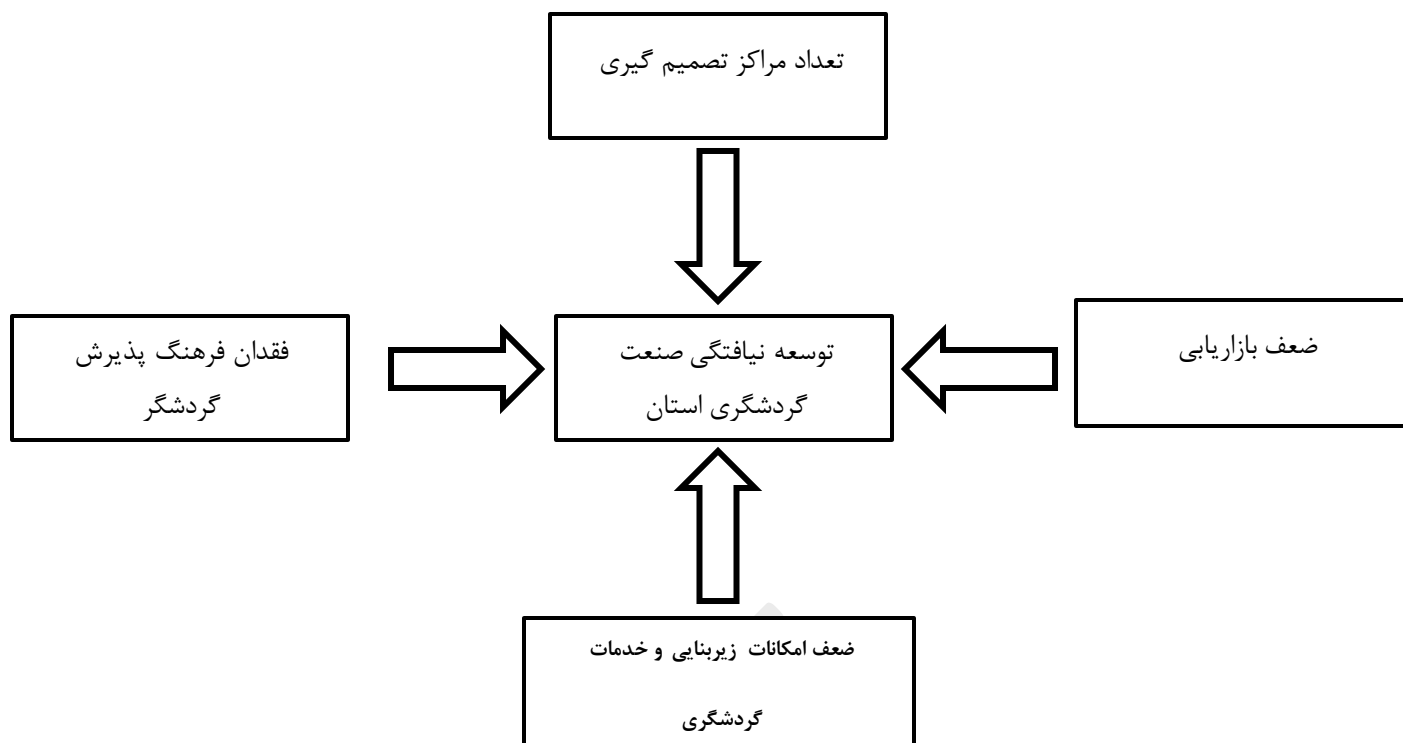 تعداد مراکز تصمیم گیری
ضعف بازاریابی
توسعه نیافتگی صنعت
گردشگری استان
فقدان فرهنگ پذیرش
گردشگر
ضعف امکانات زیربنایی و خدمات
گردشگری